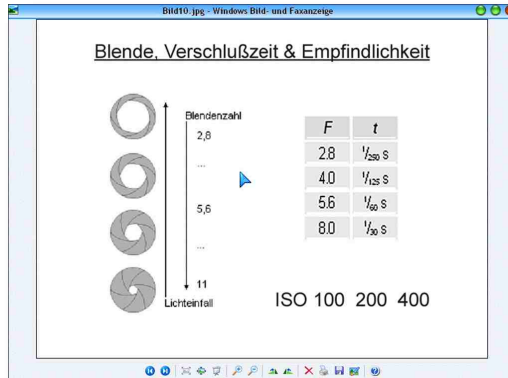 Bild10.jpg - Windows Bild- und Faxanzeige
Blende, Verschlußzeit & Empfindlichkeit
Blendenzahl
2,8
...
5,6
...
11
Lichteinfall
F t
2.8 1/250 s
4.0 1/125 s
5.6 1/60 s
8.0 1/30 s
ISO 100 200 400